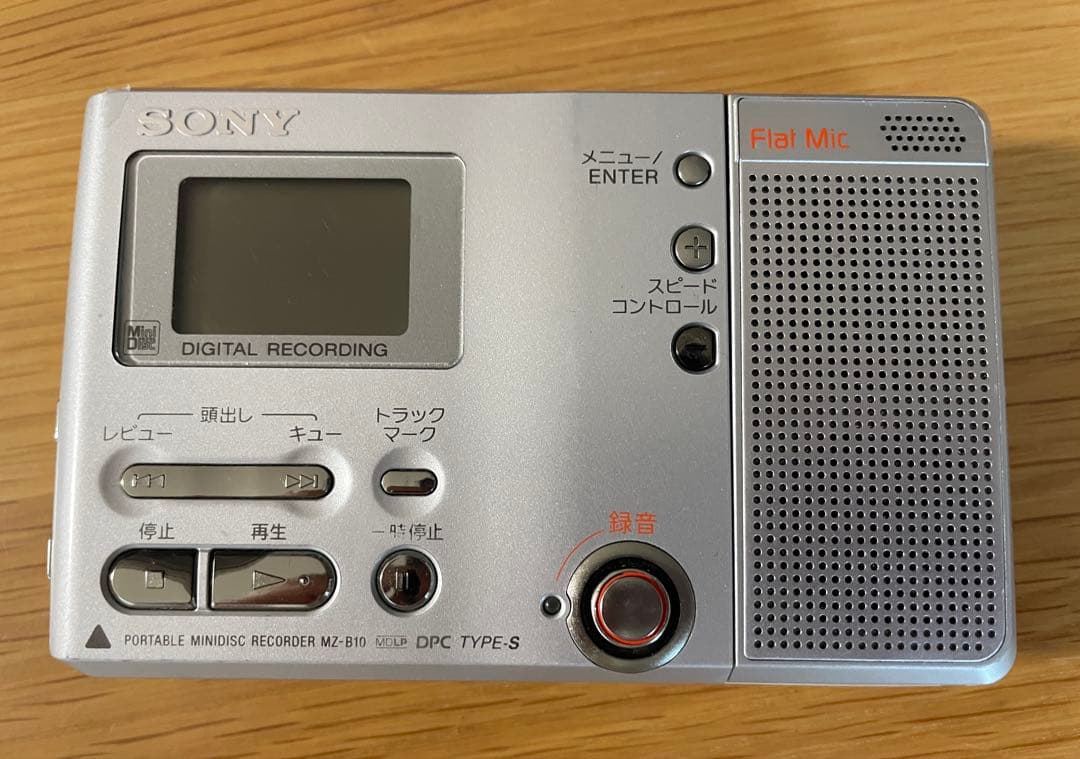 SONY
Flat Mic
メニュー/
ENTER
スピード
コントロール
Mini
Disc
DIGITAL RECORDING
頭出し
レビュー
キュー
トラック
マーク
停止
再生
一時停止
録音
PORTABLE MINIDISC RECORDER MZ-B10 MDLP DPC TYPE-S